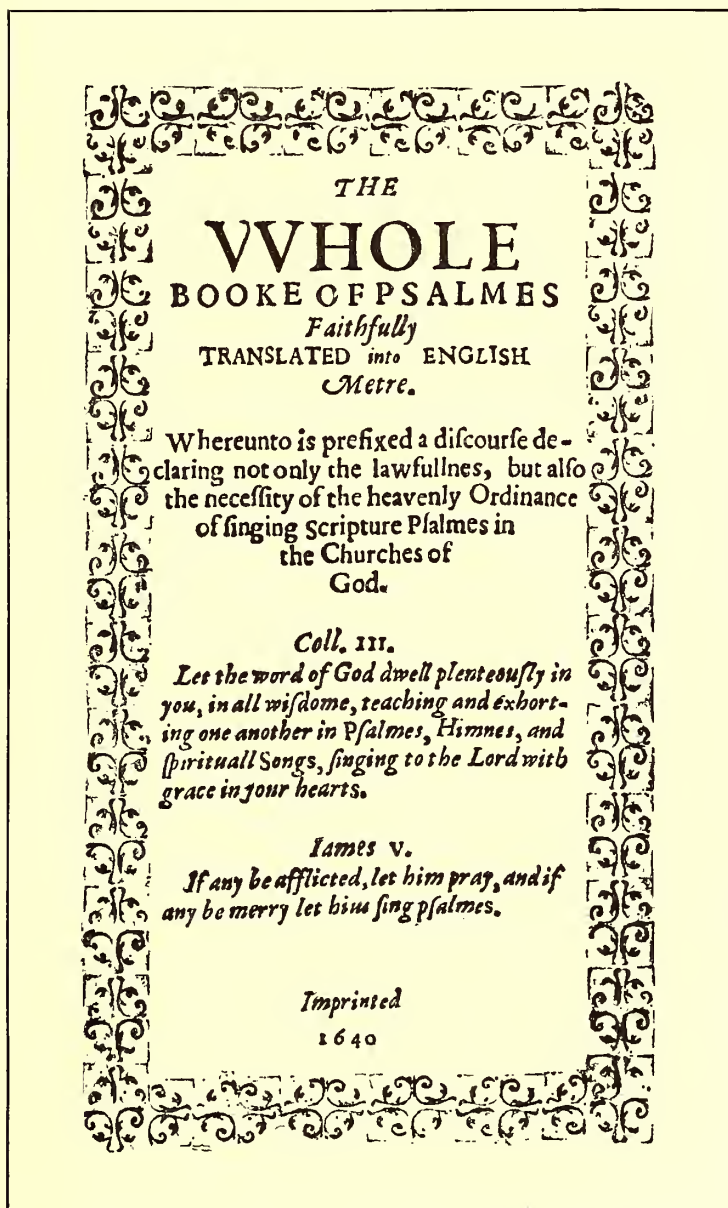 THE
VVHOLE
BOOKE OF PSALMES
Faithfully
TRANSLATED into ENGLISH
Metre.
Whereunto is prefixed a diſcourſe de-
claring not only the lawfullnes, but alſo
the neceſſity of the heavenly Ordinance
of ſinging Scripture Pſalmes in
the Churches of
God.
Coll. III.
Let the word of God dwell plenteouſly in
you, in all wiſdome, teaching and exhort-
ing one another in Pſalmes, Himnes, and
ſpirituall Songs, ſinging to the Lord with
grace in your hearts.
Iames V.
If any be afflicted, let him pray, and if
any be merry let him ſing pſalmes.
Imprinted
1640